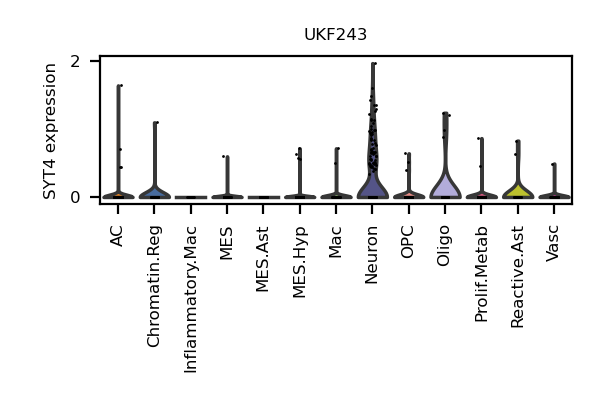 UKF243
SYT4 expression
2
0
AC
Chromatin.Reg
Inflammatory.Mac
MES
MES.Ast
MES.Hyp
Mac
Neuron
OPC
Oligo
Prolif.Metab
Reactive.Ast
Vasc